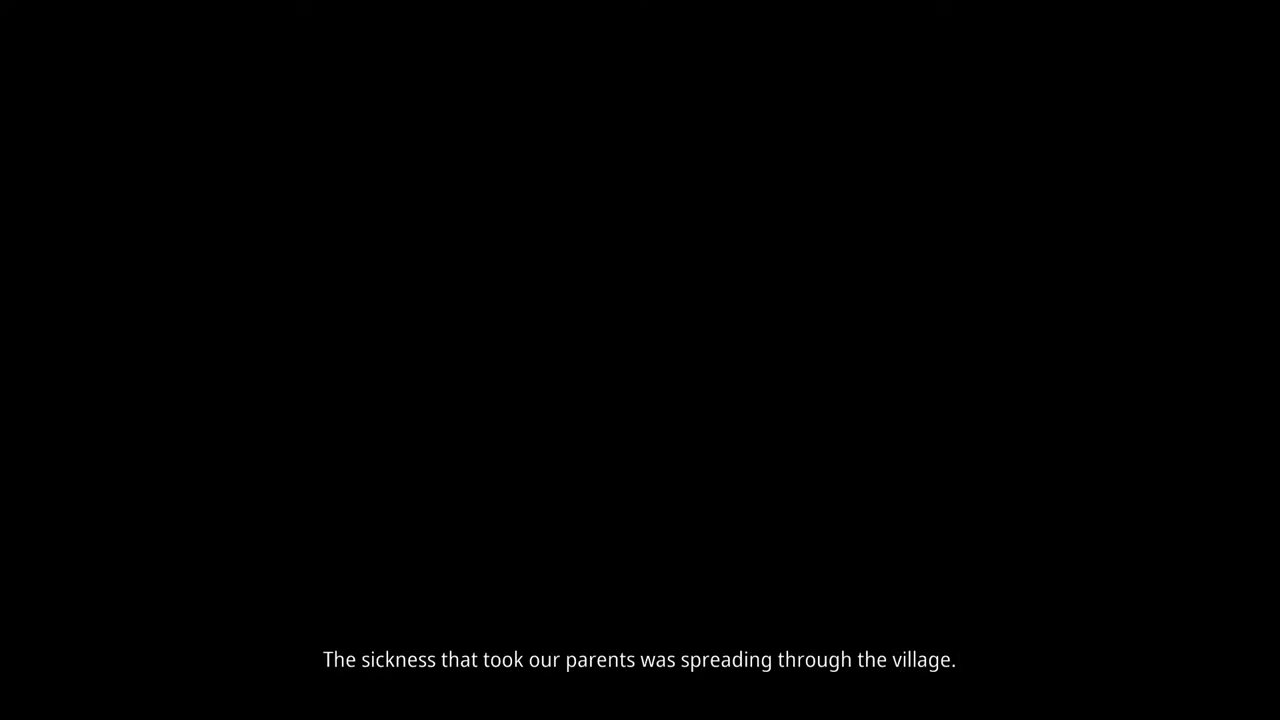 The sickness that took our parents was spreading through the village.